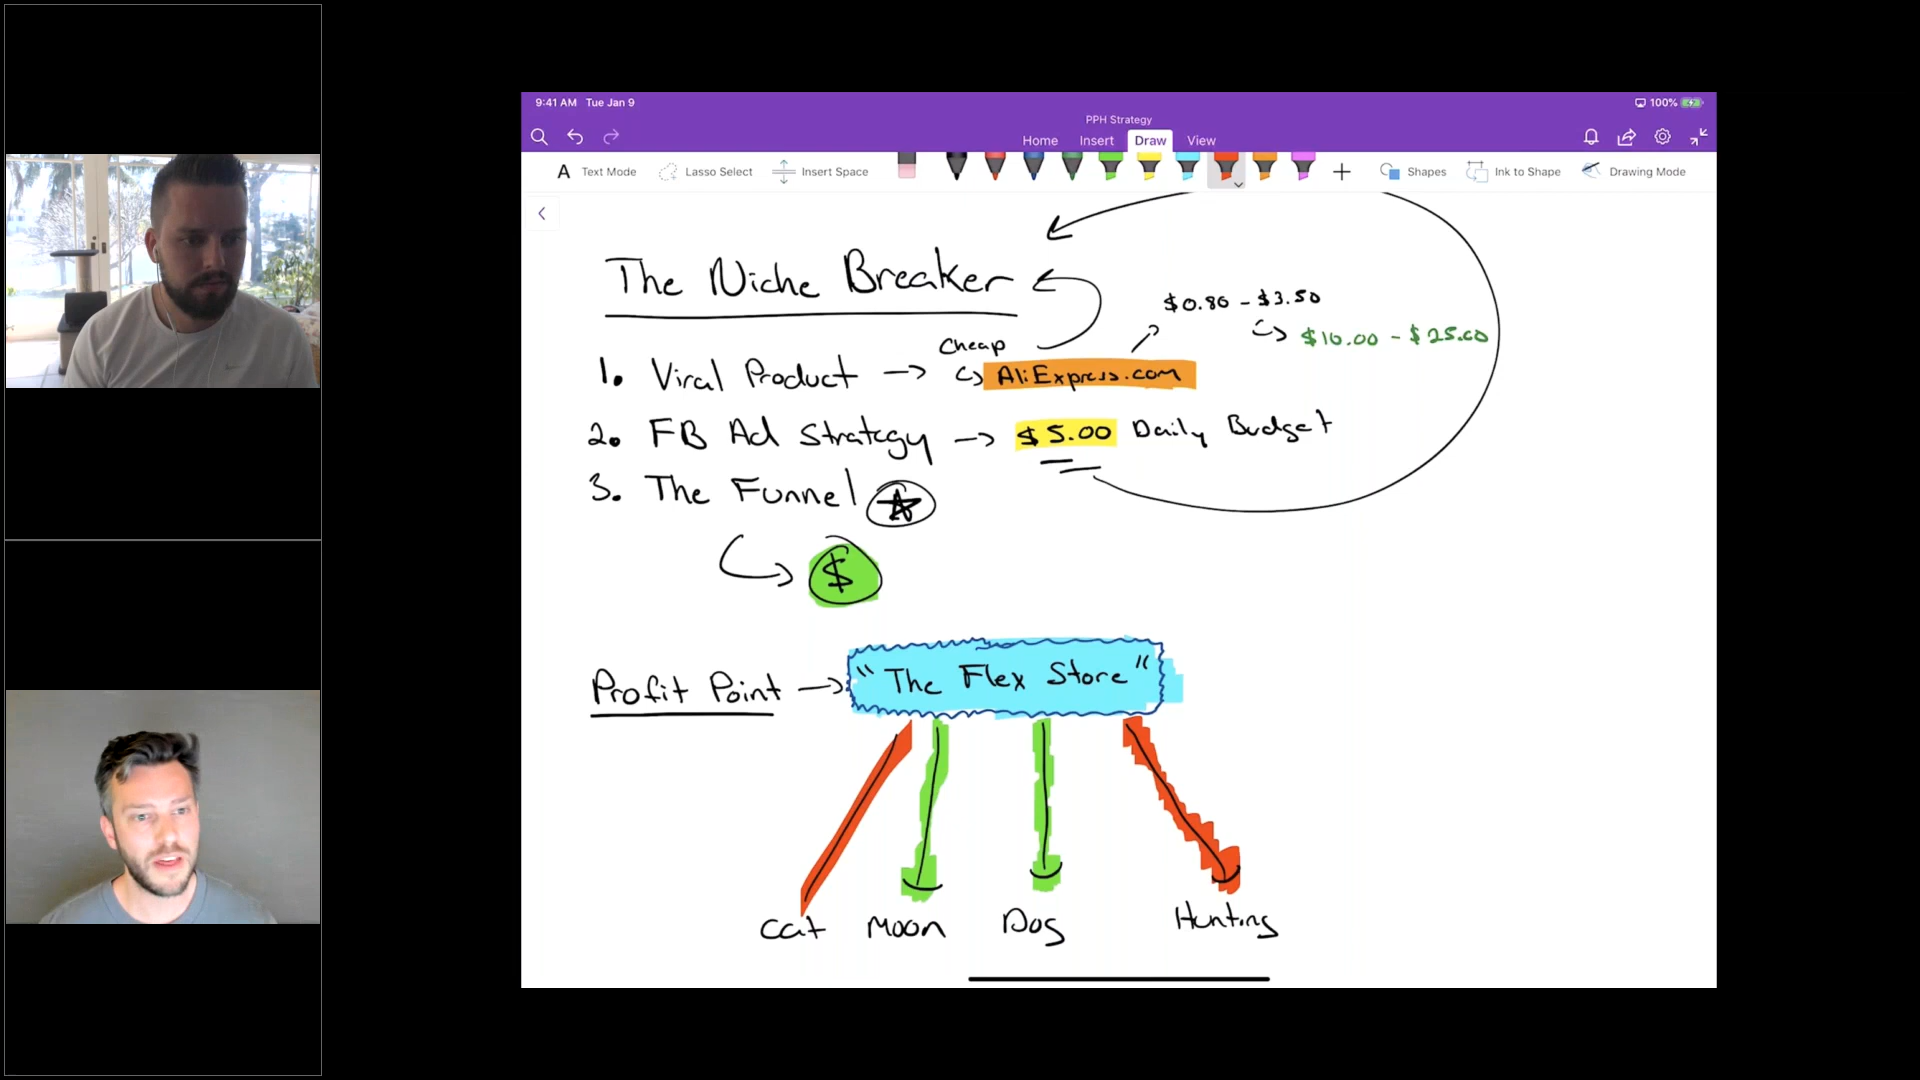 9:41 AM Tue Jan 9
100%
PPH Strategy
Home Insert Draw View
A Text Mode Lasso Select Insert Space Shapes Ink to Shape Drawing Mode
The Niche Breaker
$0.80 - $3.50
$10.00 - $25.00
Cheap
1. Viral Product → AliExpress.com
2. FB Ad Strategy → $5.00 Daily Budget
3. The Funnel
$
Profit Point → "The Flex Store"
Cat Moon Dog Hunting